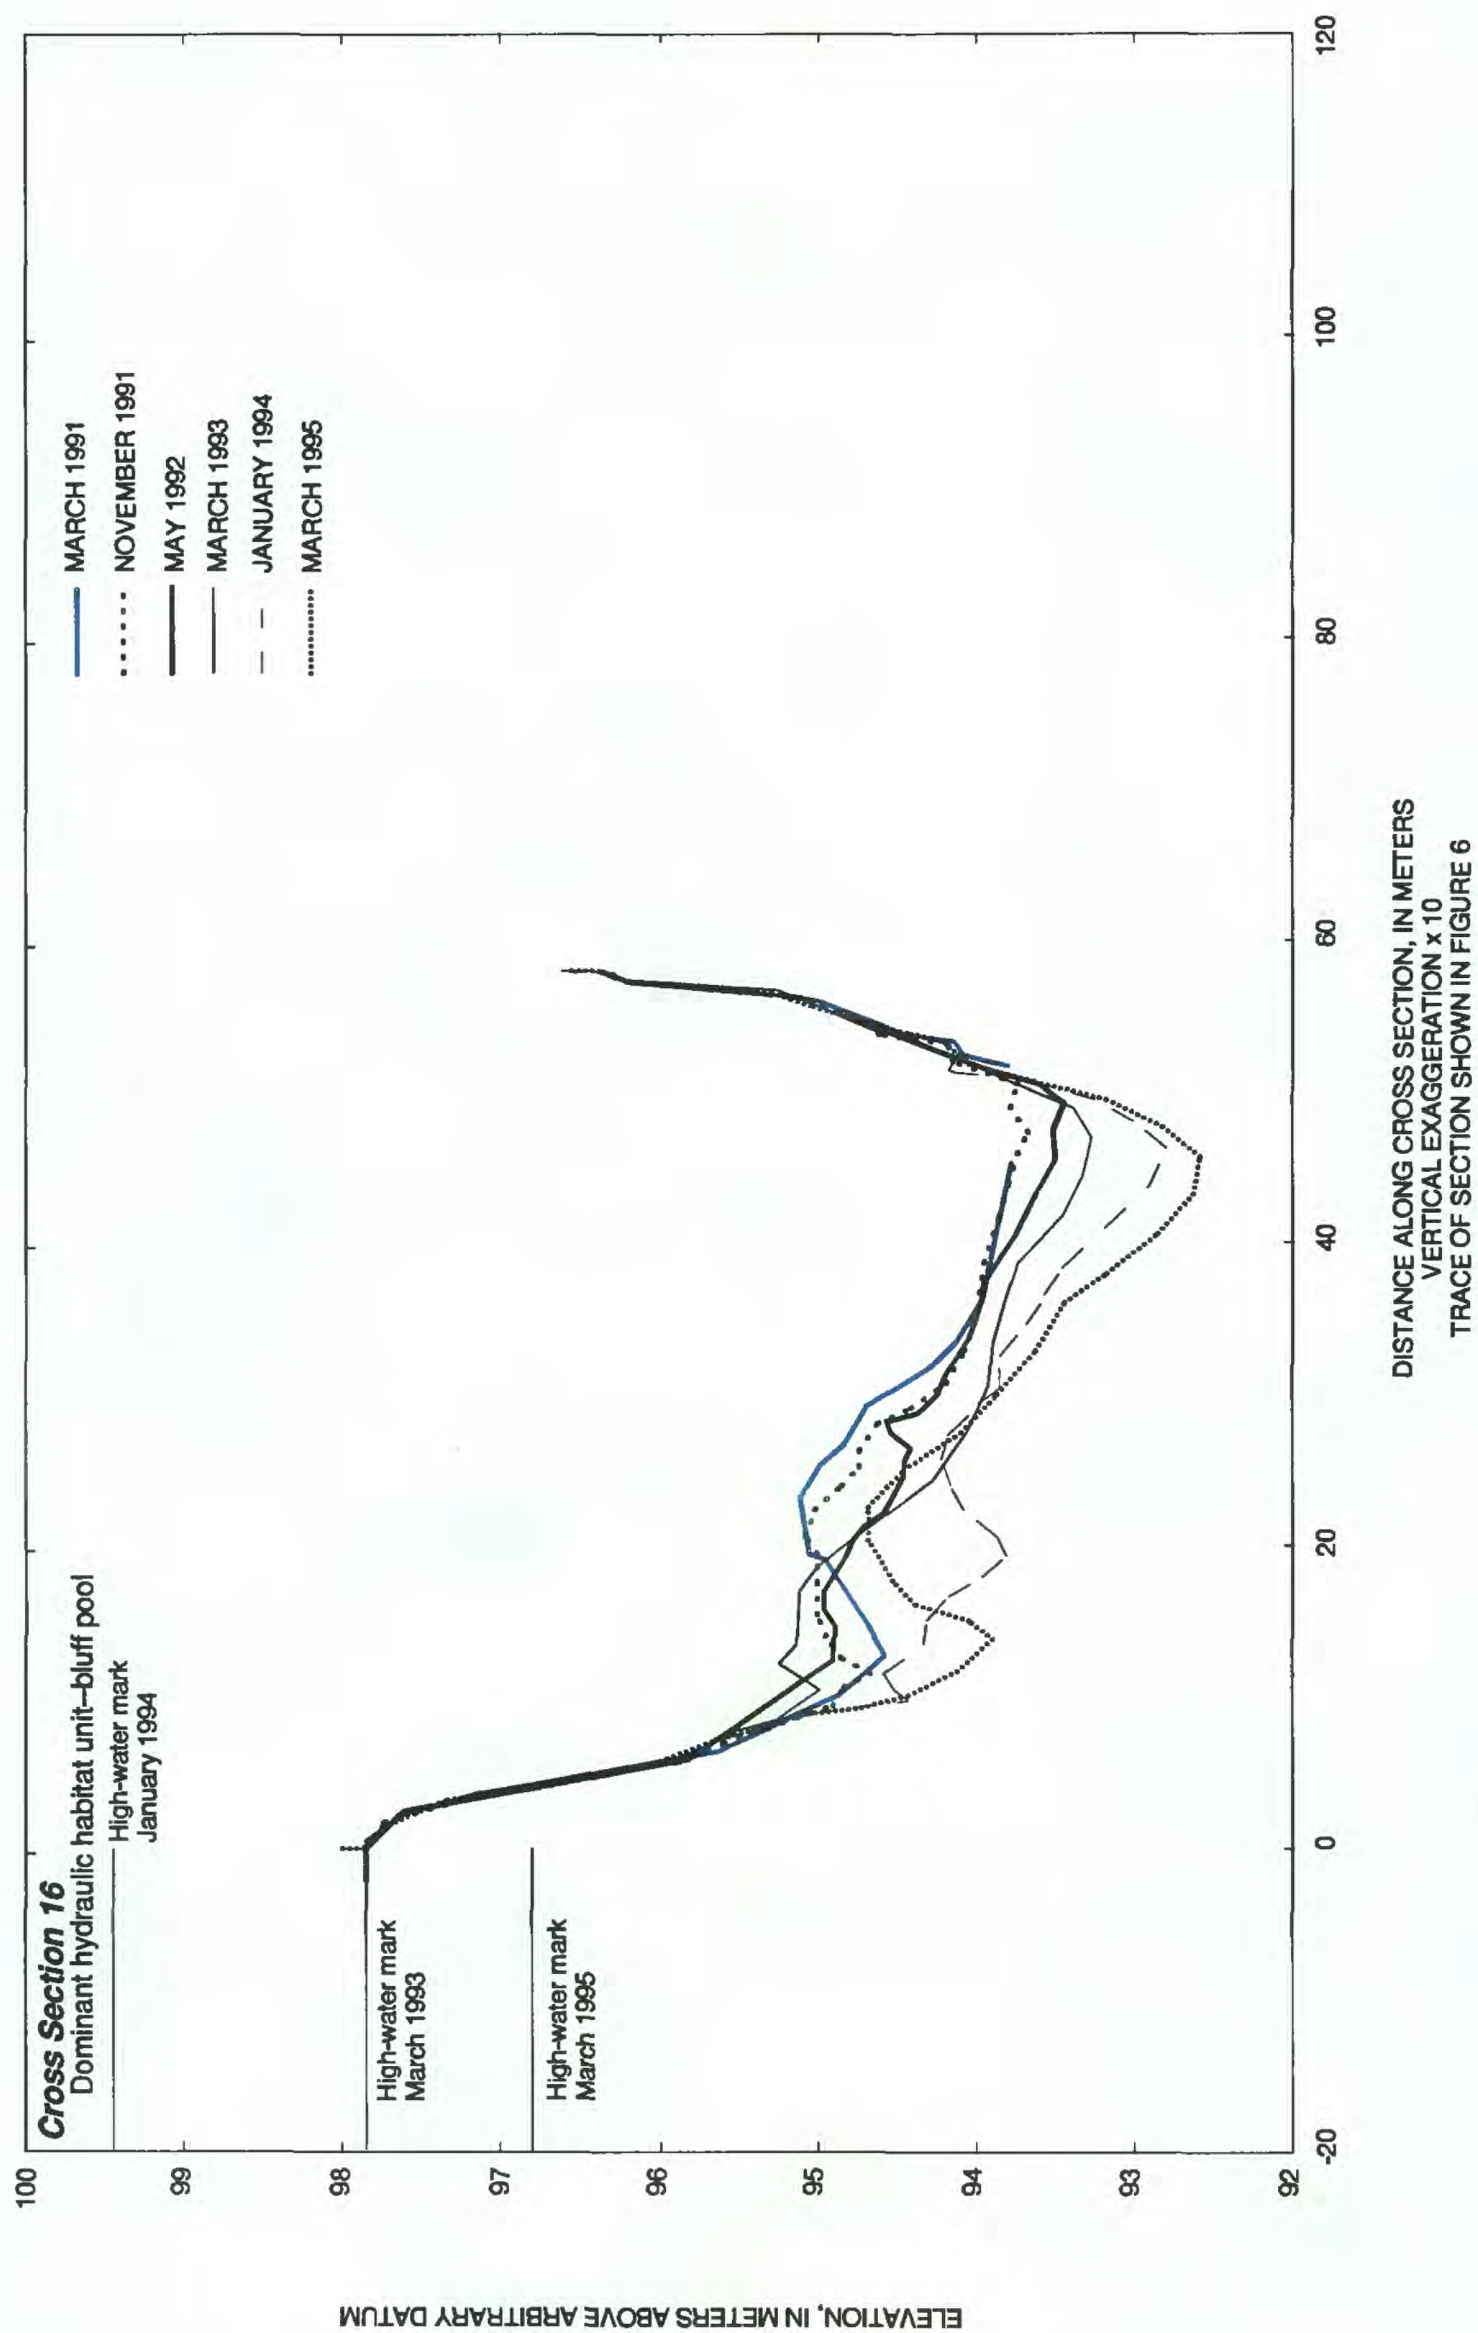 Cross Section 16
Dominant hydraulic habitat unit–bluff pool
High-water mark
January 1994
High-water mark
March 1993
High-water mark
March 1995
MARCH 1991
NOVEMBER 1991
MAY 1992
MARCH 1993
JANUARY 1994
MARCH 1995
ELEVATION, IN METERS ABOVE ARBITRARY DATUM
100
99
98
97
96
95
94
93
92
-20
0
20
40
60
80
100
120
DISTANCE ALONG CROSS SECTION, IN METERS
VERTICAL EXAGGERATION x 10
TRACE OF SECTION SHOWN IN FIGURE 6